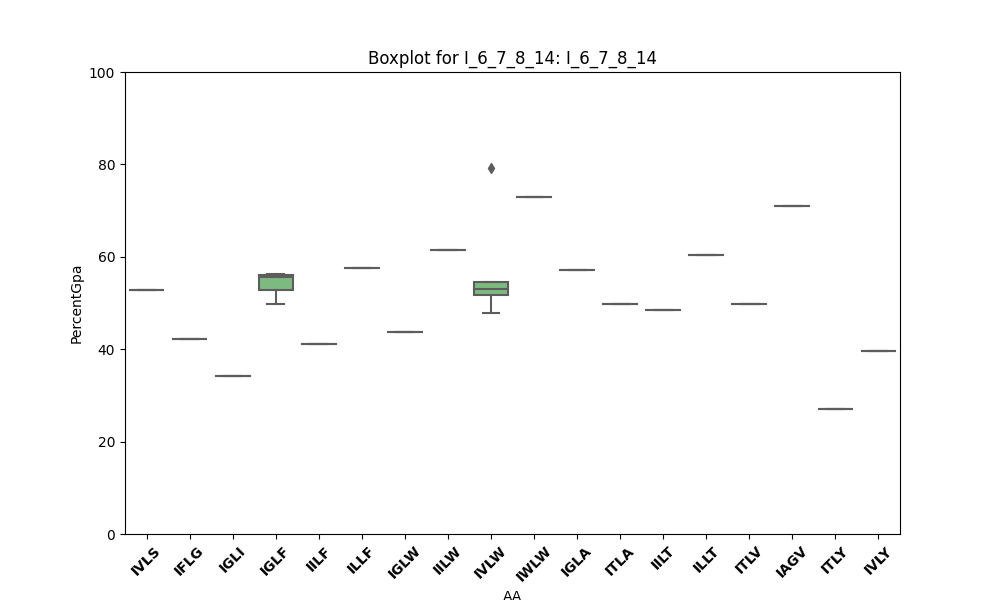 Boxplot for I_6_7_8_14: I_6_7_8_14
100
80
60
40
20
0
PercentGpa
IVLS
IFLG
IGLI
IGLF
IILF
ILLF
IGLW
IILW
IVLW
IWLW
IGLA
ITLA
IILT
ILLT
ITLV
IAGV
ITLY
IVLY
AA